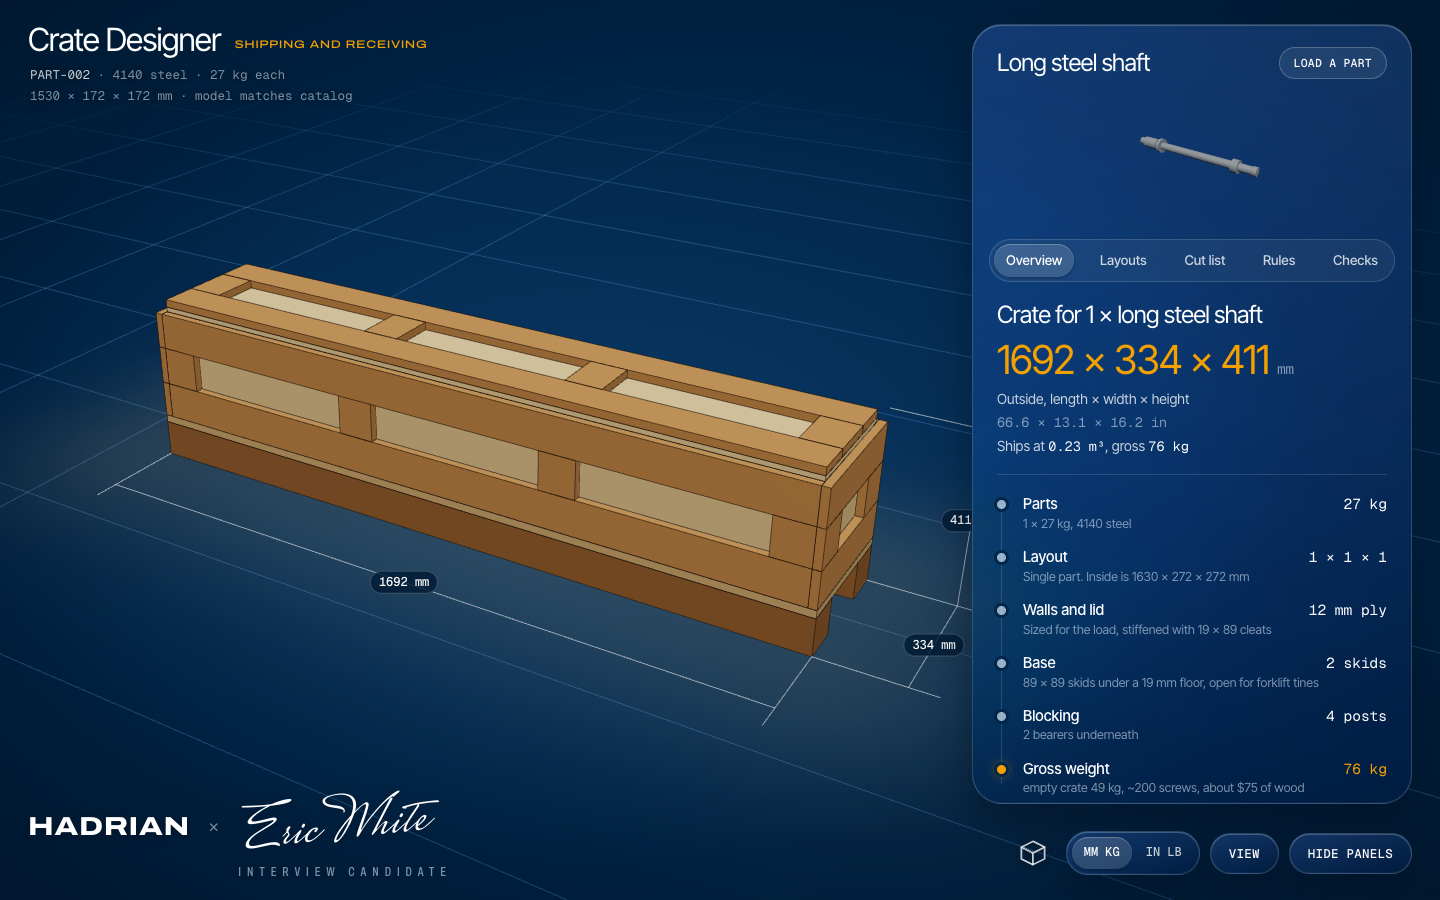 Crate Designer SHIPPING AND RECEIVING
PART-002 · 4140 steel · 27 kg each
1530 × 172 × 172 mm · model matches catalog
1692 mm
411
334 mm
HADRIAN × Eric White
INTERVIEW CANDIDATE
Long steel shaft LOAD A PART
Overview Layouts Cut list Rules Checks
Crate for 1 × long steel shaft
1692 × 334 × 411 mm
Outside, length × width × height
66.6 × 13.1 × 16.2 in
Ships at 0.23 m³, gross 76 kg
Parts 27 kg
1 × 27 kg, 4140 steel
Layout 1 × 1 × 1
Single part. Inside is 1630 × 272 × 272 mm
Walls and lid 12 mm ply
Sized for the load, stiffened with 19 × 89 cleats
Base 2 skids
89 × 89 skids under a 19 mm floor, open for forklift tines
Blocking 4 posts
2 bearers underneath
Gross weight 76 kg
empty crate 49 kg, ~200 screws, about $75 of wood
MM KG IN LB VIEW HIDE PANELS